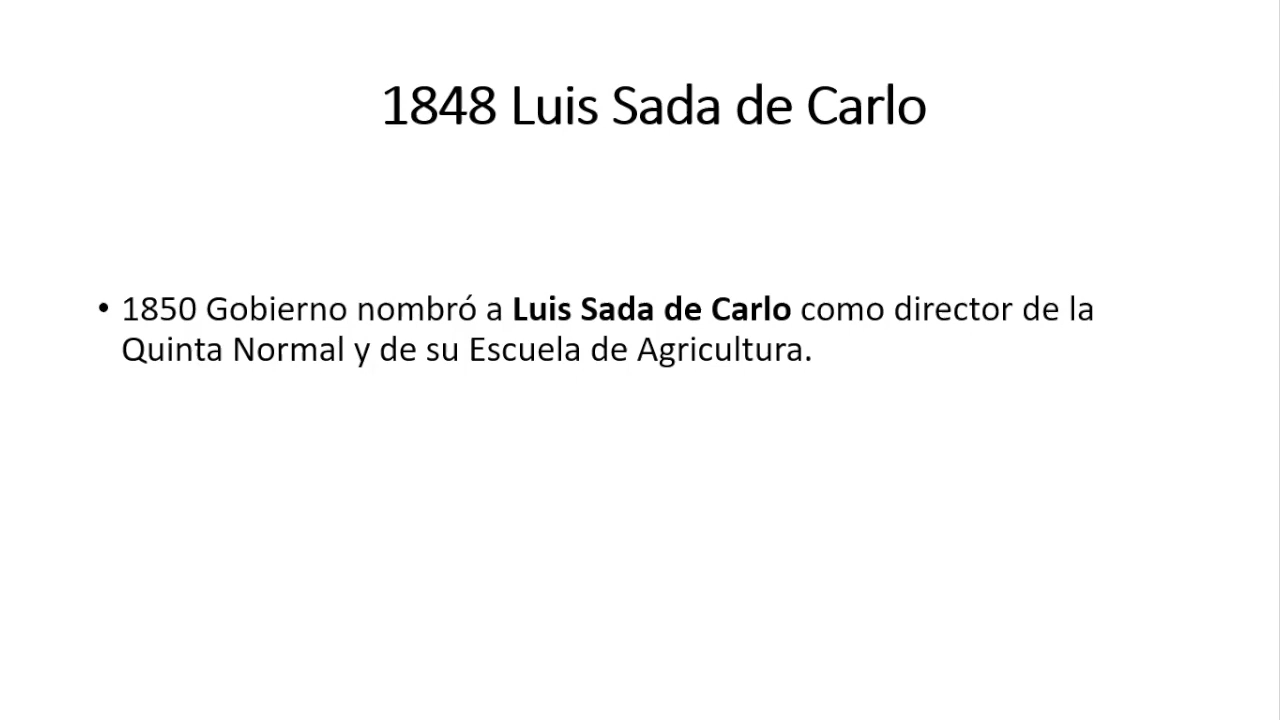 1848 Luis Sada de Carlo
• 1850 Gobierno nombró a Luis Sada de Carlo como director de la
Quinta Normal y de su Escuela de Agricultura.